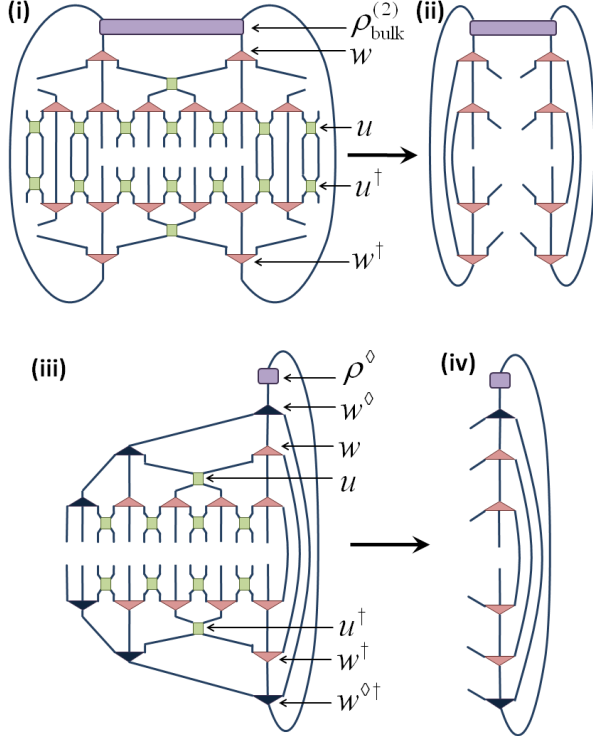 (i)
(ii)
ρ_bulk^(2)
w
u
u†
w†
(iii)
(iv)
ρ◊
w◊
w
u
u†
w†
w◊†